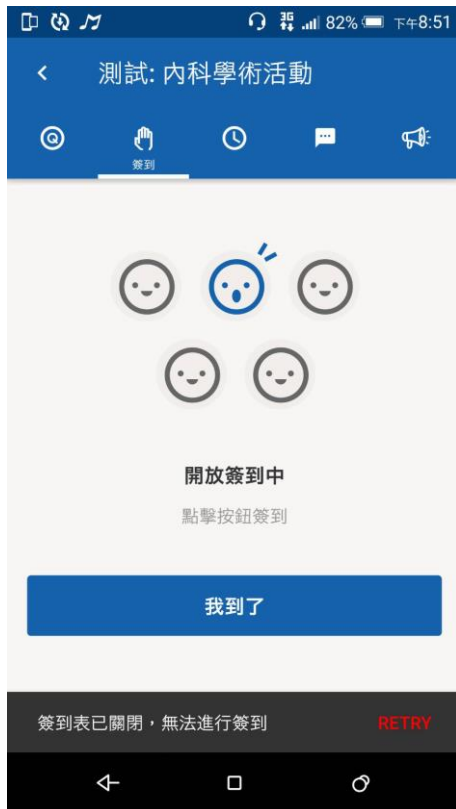 3G 82% 下午8:51
測試: 內科學術活動
Q
簽到
開放簽到中
點擊按鈕簽到
我到了
簽到表已關閉，無法進行簽到 RETRY